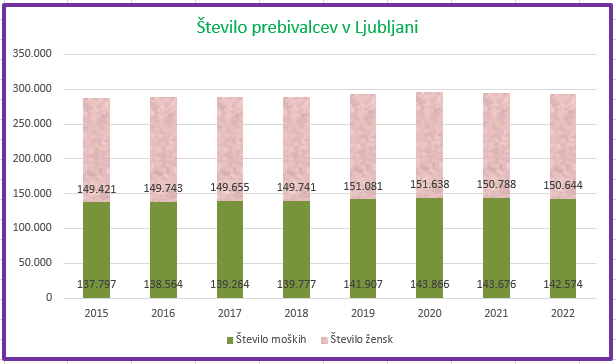 Število prebivalcev v Ljubljani
350.000
300.000
250.000
200.000
150.000
100.000
50.000
0
149.421 149.743 149.655 149.741 151.081 151.638 150.788 150.644
137.797 138.564 139.264 139.777 141.907 143.866 143.676 142.574
2015 2016 2017 2018 2019 2020 2021 2022
Število moških Število žensk